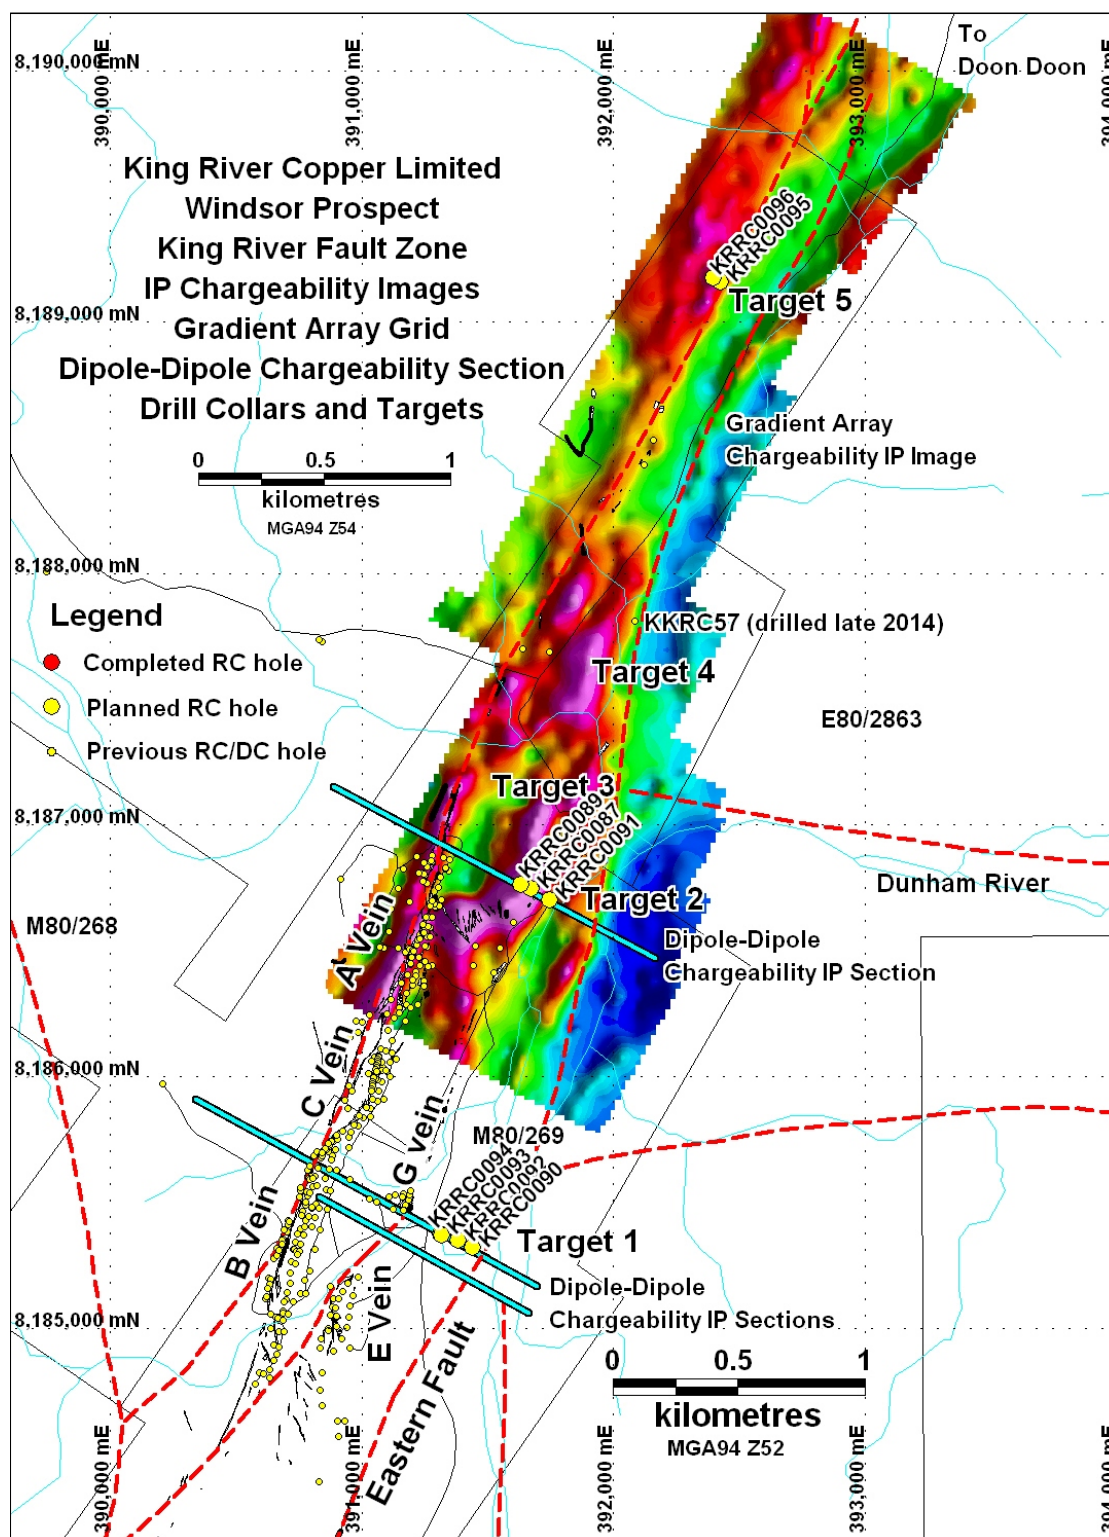 390,000 mE
391,000 mE
392,000 mE
393,000 mE
394,000 mE
To
Doon Doon
8,190,000 mN
King River Copper Limited
Windsor Prospect
King River Fault Zone
IP Chargeability Images
Gradient Array Grid
Dipole-Dipole Chargeability Section
Drill Collars and Targets
KRRC0096
KRRC0095
Target 5
8,189,000 mN
0 0.5 1
kilometres
MGA94 Z54
Gradient Array
Chargeability IP Image
8,188,000 mN
Legend
Completed RC hole
Planned RC hole
Previous RC/DC hole
KKRC57 (drilled late 2014)
Target 4
E80/2863
Target 3
8,187,000 mN
KRRC0089
KRRC0087
KRRC0091
Target 2
Dunham River
M80/268
A Vein
Dipole-Dipole
Chargeability IP Section
8,186,000 mN
C Vein
G vein
M80/269
KRRC0094
KRRC0093
KRRC0092
KRRC0090
Target 1
B Vein
E Vein
Dipole-Dipole
Chargeability IP Sections
8,185,000 mN
Eastern Fault
0 0.5 1
kilometres
MGA94 Z52
390,000 mE
391,000 mE
392,000 mE
393,000 mE
394,000 mE